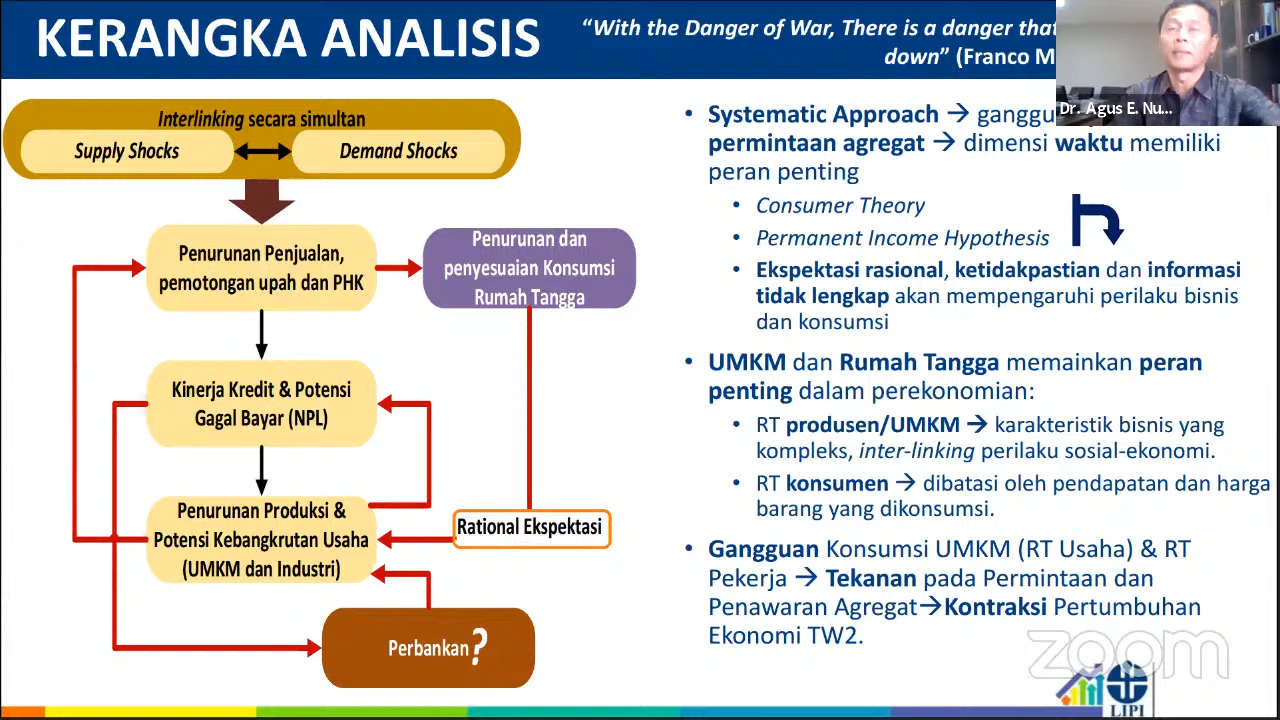 KERANGKA ANALISIS
“With the Danger of War, There is a danger that
down” (Franco M
Dr. Agus E. Nu...
Interlinking secara simultan
Supply Shocks
Demand Shocks
Penurunan Penjualan,
pemotongan upah dan PHK
Penurunan dan
penyesuaian Konsumsi
Rumah Tangga
Kinerja Kredit & Potensi
Gagal Bayar (NPL)
Penurunan Produksi &
Potensi Kebangkrutan Usaha
(UMKM dan Industri)
Rational Ekspektasi
Perbankan?
• Systematic Approach → ganggu
permintaan agregat → dimensi waktu memiliki
peran penting
• Consumer Theory
• Permanent Income Hypothesis
• Ekspektasi rasional, ketidakpastian dan informasi
tidak lengkap akan mempengaruhi perilaku bisnis
dan konsumsi
• UMKM dan Rumah Tangga memainkan peran
penting dalam perekonomian:
• RT produsen/UMKM → karakteristik bisnis yang
kompleks, inter-linking perilaku sosial-ekonomi.
• RT konsumen → dibatasi oleh pendapatan dan harga
barang yang dikonsumsi.
• Gangguan Konsumsi UMKM (RT Usaha) & RT
Pekerja → Tekanan pada Permintaan dan
Penawaran Agregat→Kontraksi Pertumbuhan
Ekonomi TW2.
zoom
LIPI